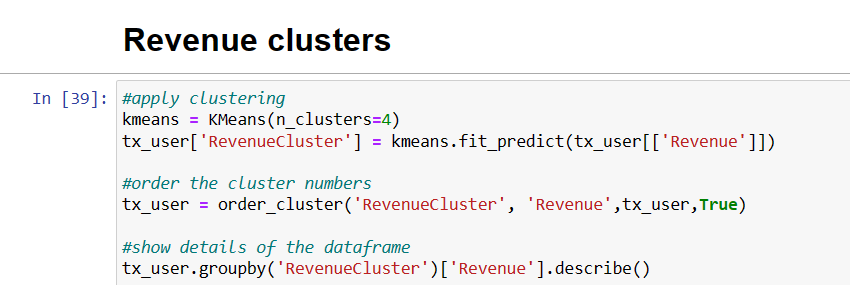 Revenue clusters
In [39]: #apply clustering
kmeans = KMeans(n_clusters=4)
tx_user['RevenueCluster'] = kmeans.fit_predict(tx_user[['Revenue']])
#order the cluster numbers
tx_user = order_cluster('RevenueCluster', 'Revenue',tx_user,True)
#show details of the dataframe
tx_user.groupby('RevenueCluster')['Revenue'].describe()